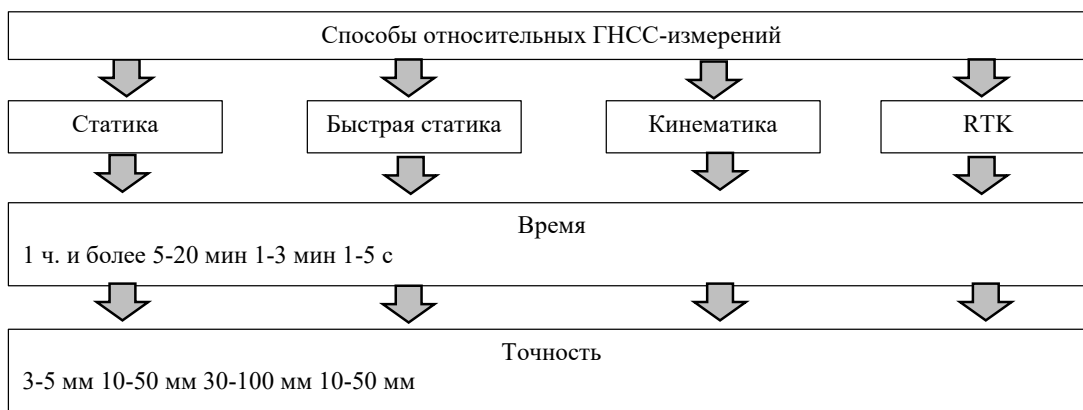 Способы относительных ГНСС-измерений
Статика
Быстрая статика
Кинематика
RTK
Время
1 ч. и более 5-20 мин 1-3 мин 1-5 с
Точность
3-5 мм 10-50 мм 30-100 мм 10-50 мм